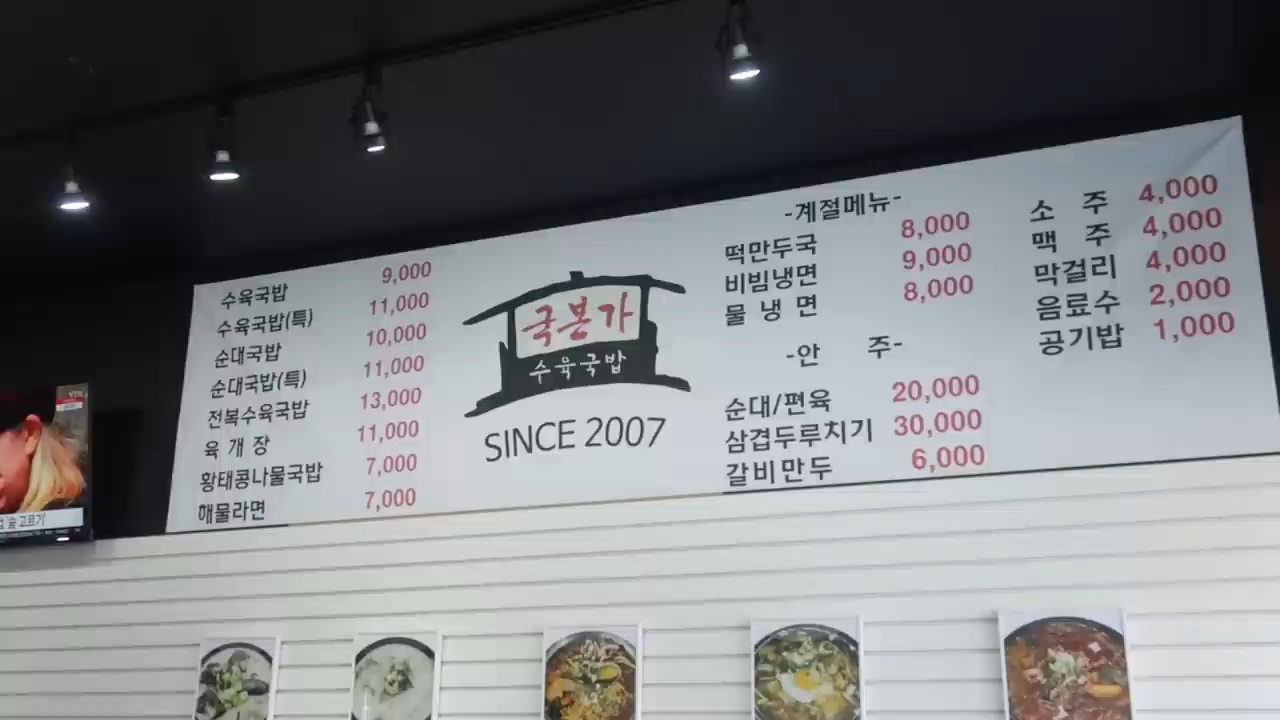 수육국밥 9,000
수육국밥(특) 11,000
순대국밥 10,000
순대국밥(특) 11,000
전복수육국밥 13,000
육 개 장 11,000
황태콩나물국밥 7,000
해물라면 7,000
국본가
수육국밥
SINCE 2007
-계절메뉴-
떡만두국 8,000
비빔냉면 9,000
물 냉 면 8,000
-안 주-
순대/편육 20,000
삼겹두루치기 30,000
갈비만두 6,000
소 주 4,000
맥 주 4,000
막걸리 4,000
음료수 2,000
공기밥 1,000
YTN